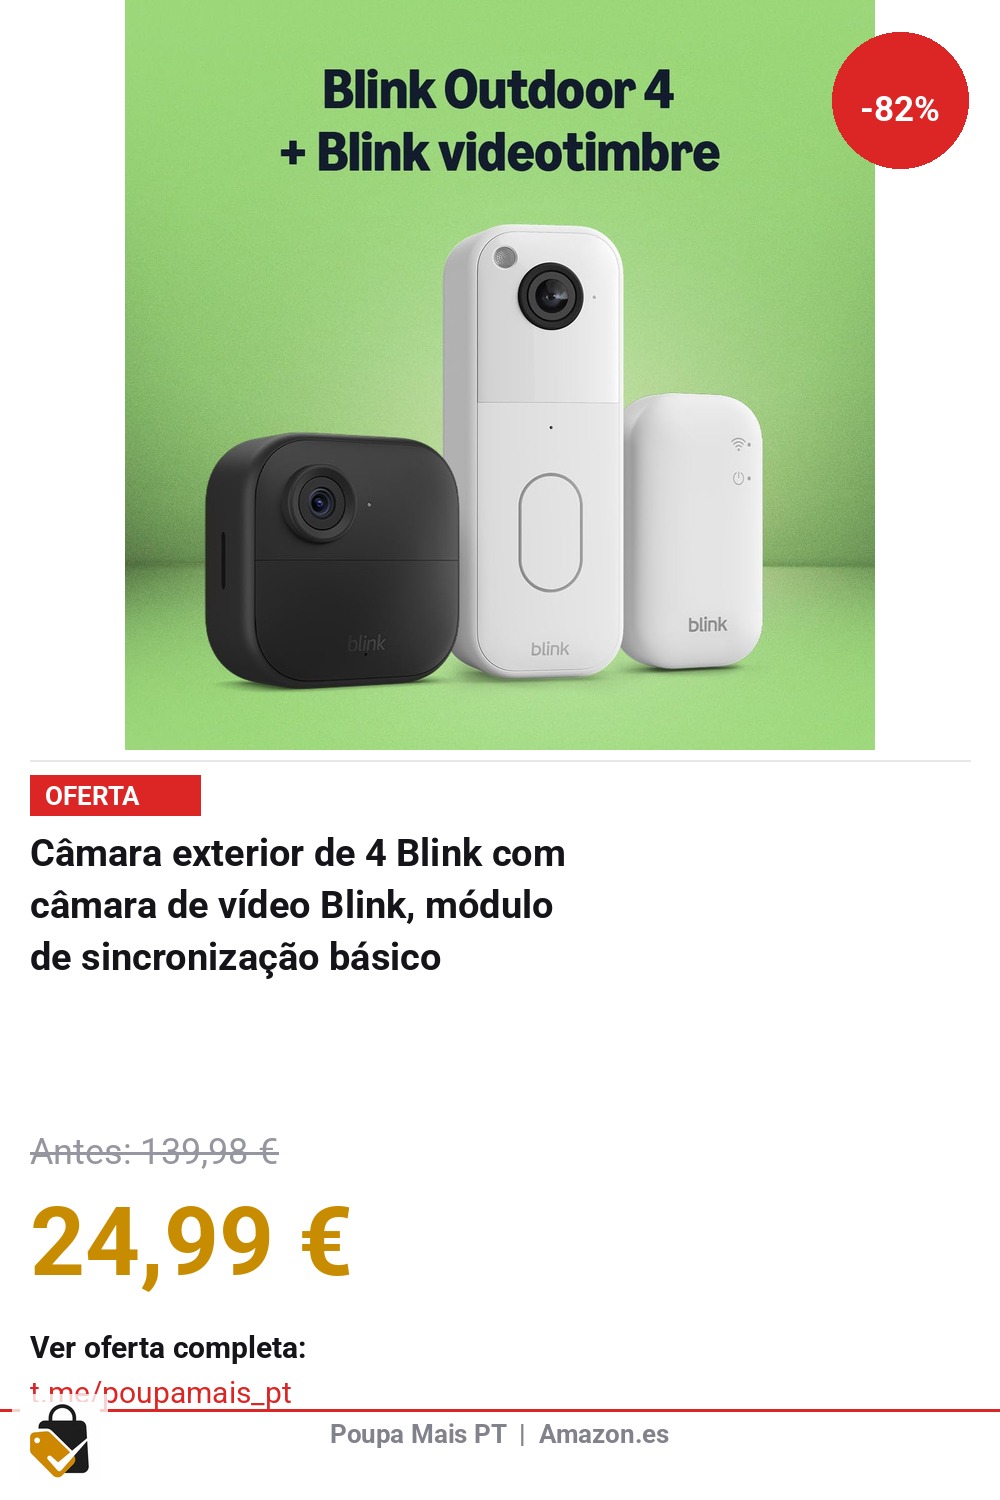 Blink Outdoor 4
+ Blink videotimbre
-82%
blink
blink
blink
OFERTA
Câmara exterior de 4 Blink com
câmara de vídeo Blink, módulo
de sincronização básico
Antes: 139,98 €
24,99 €
Ver oferta completa:
t.me/poupamais_pt
Poupa Mais PT | Amazon.es